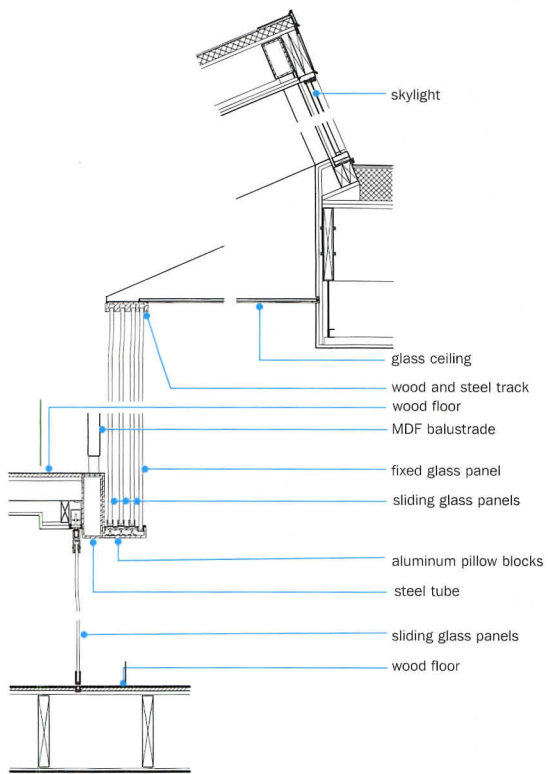 skylight
glass ceiling
wood and steel track
wood floor
MDF balustrade
fixed glass panel
sliding glass panels
aluminum pillow blocks
steel tube
sliding glass panels
wood floor